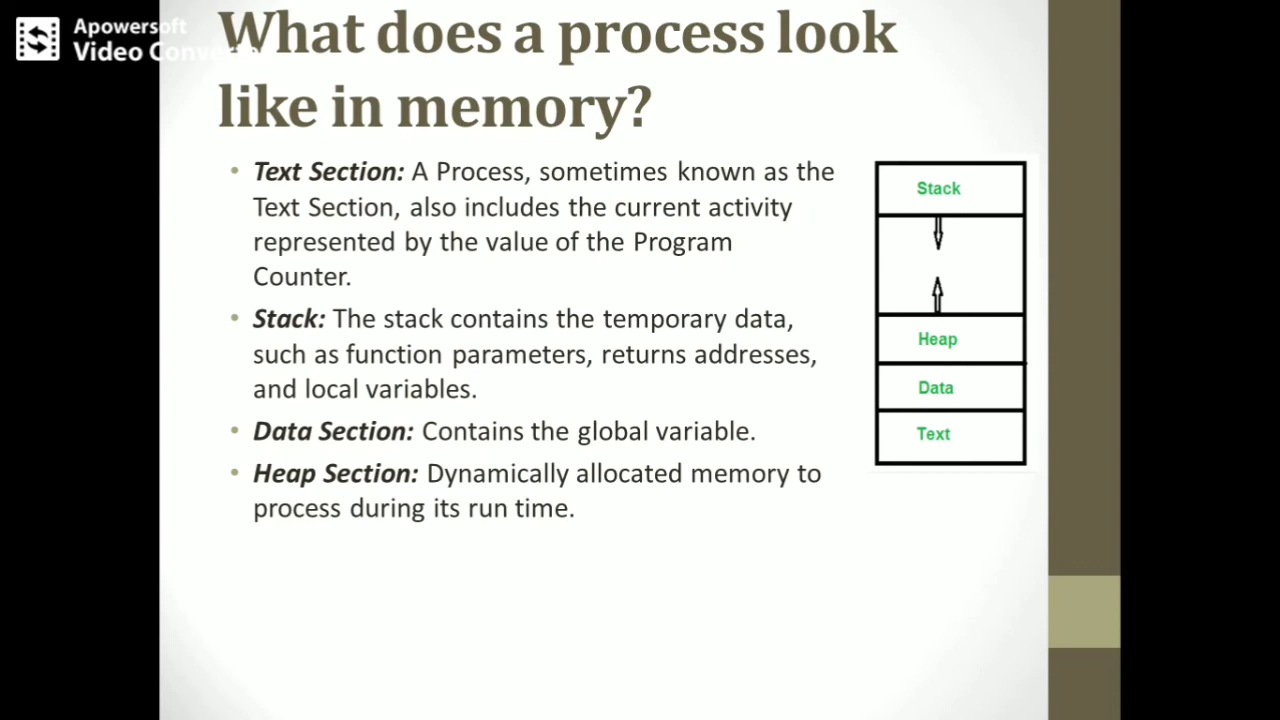 Apowersoft
Video Conver
What does a process look
like in memory?
• Text Section: A Process, sometimes known as the
Text Section, also includes the current activity
represented by the value of the Program
Counter.
• Stack: The stack contains the temporary data,
such as function parameters, returns addresses,
and local variables.
• Data Section: Contains the global variable.
• Heap Section: Dynamically allocated memory to
process during its run time.
Stack
Heap
Data
Text